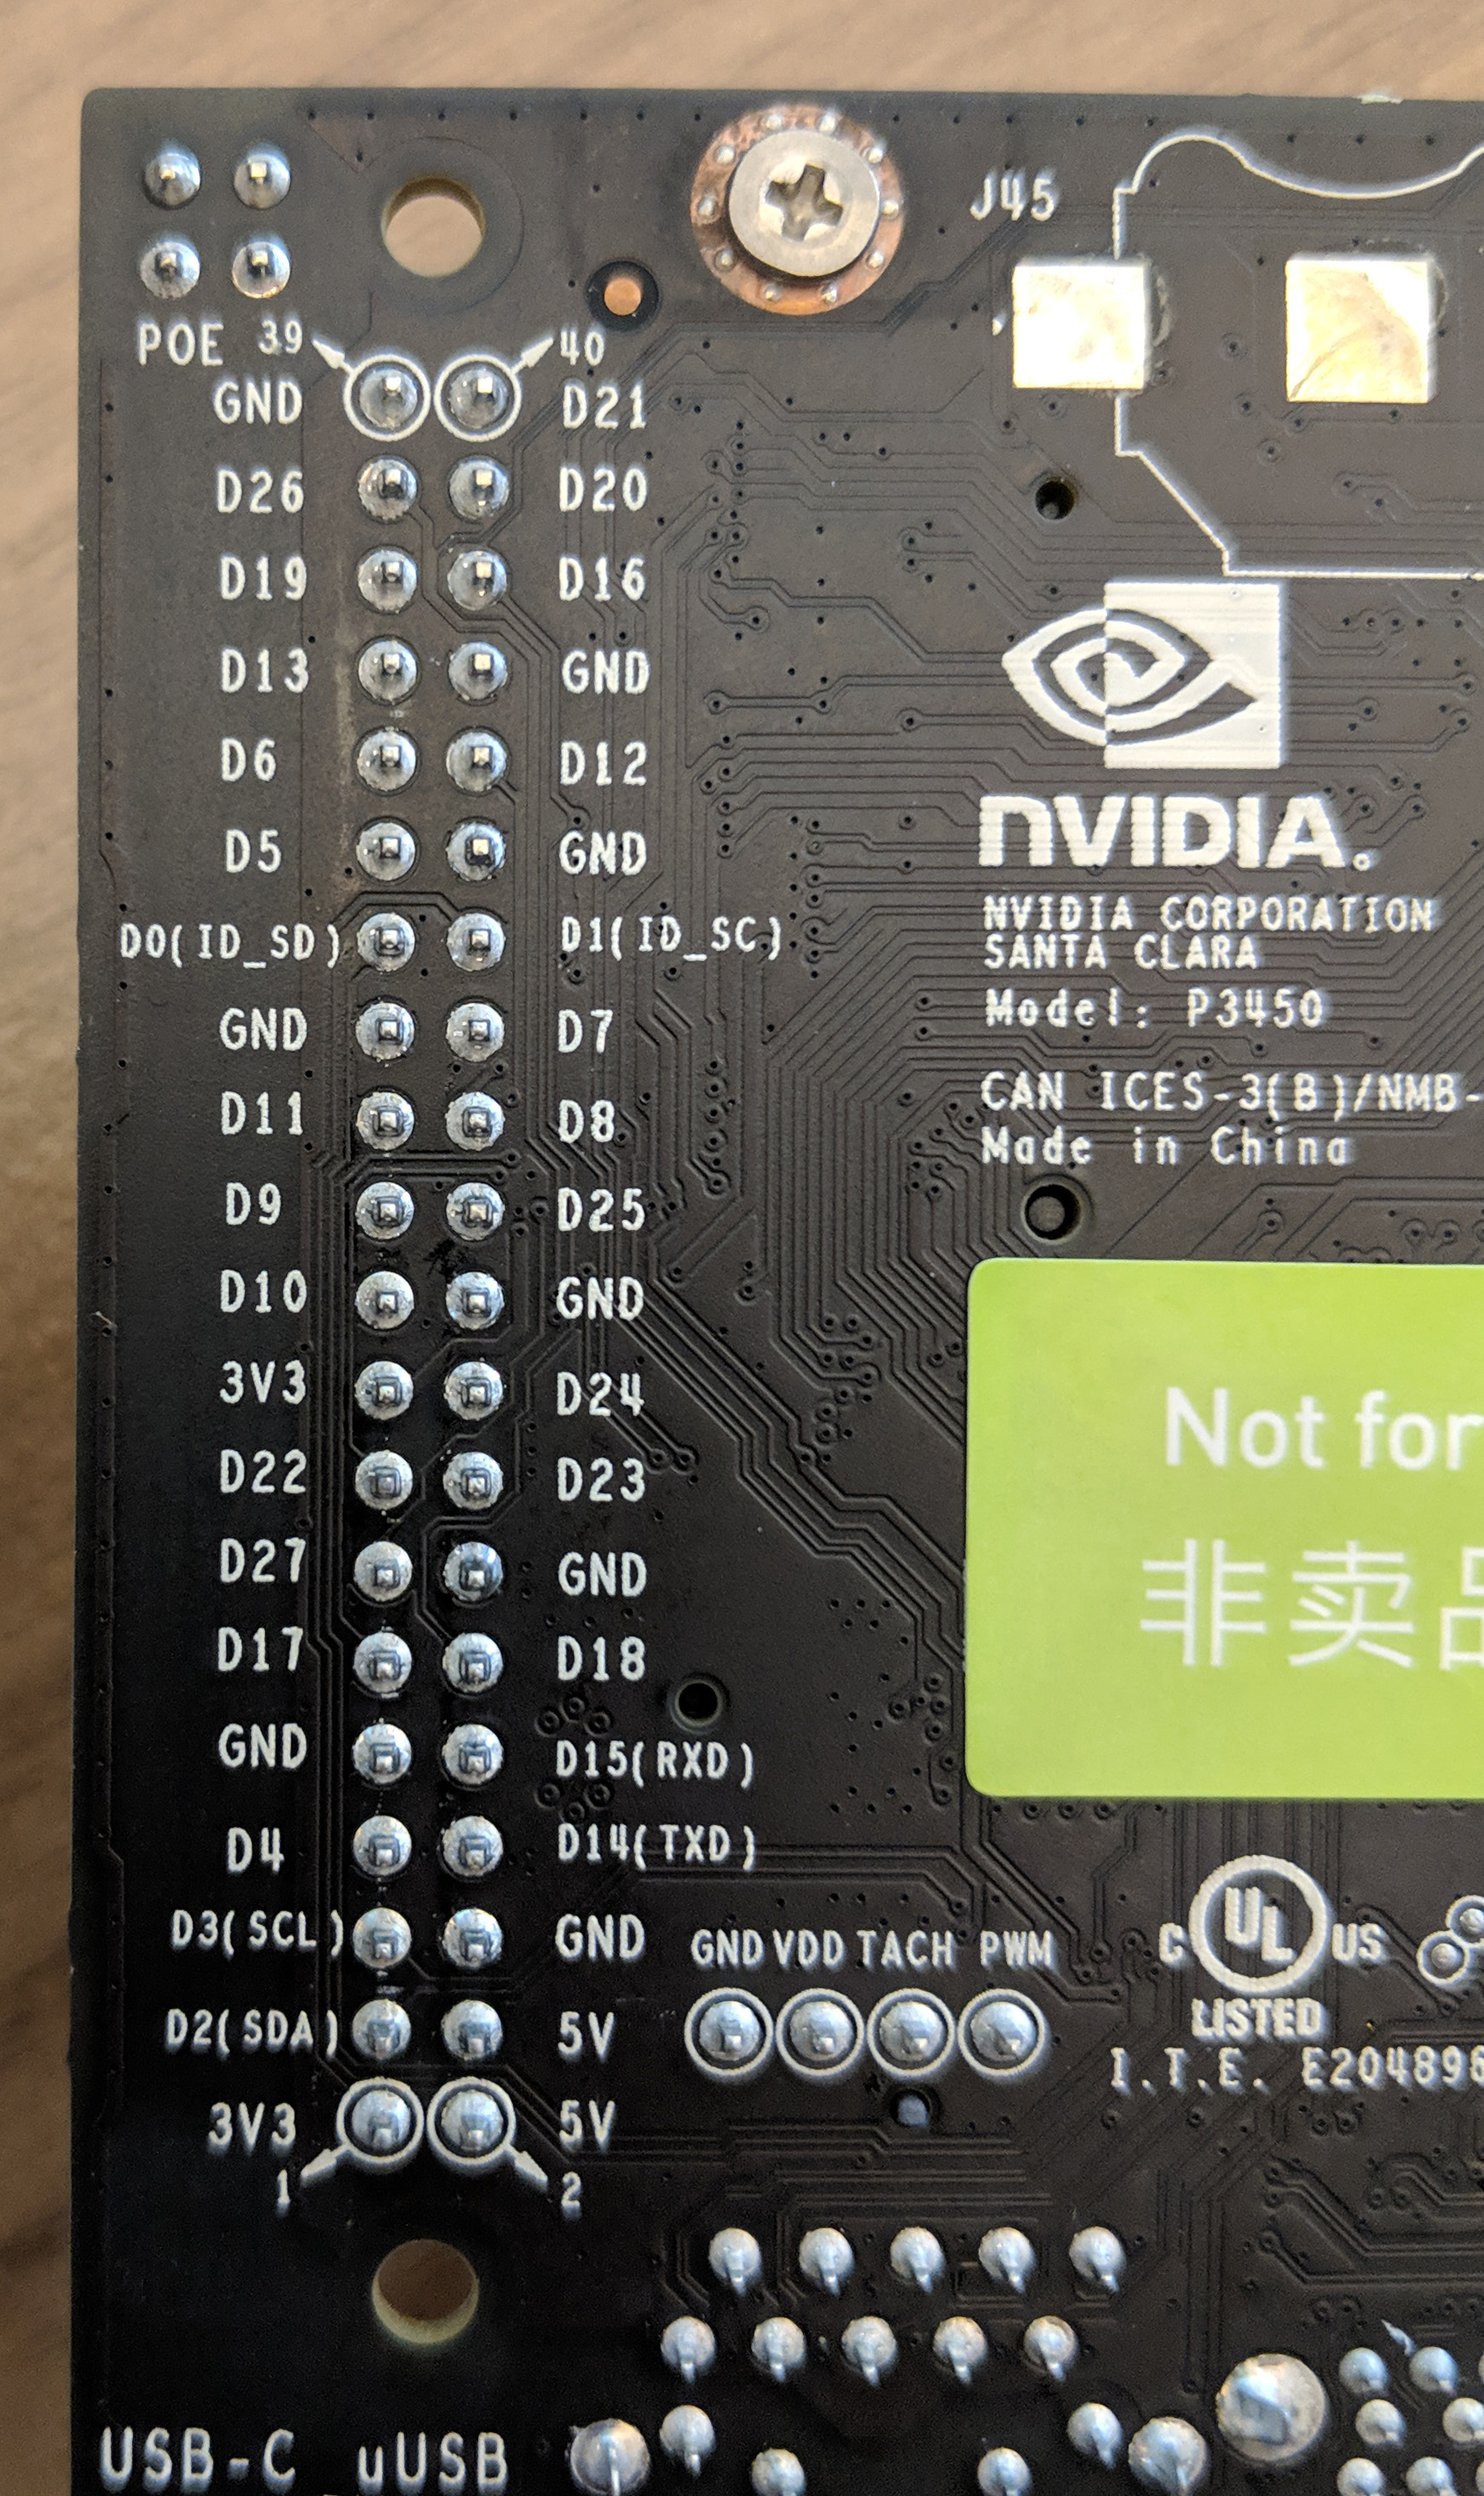 J45
POE 39 40
GND D21
D26 D20
D19 D16
D13 GND
D6 D12
D5 GND
D0(ID_SD) D1(ID_SC)
GND D7
D11 D8
D9 D25
D10 GND
3V3 D24
D22 D23
D27 GND
D17 D18
GND D15(RXD)
D4 D14(TXD)
D3(SCL) GND
D2(SDA) 5V
3V3 5V
1 2
NVIDIA
NVIDIA CORPORATION
SANTA CLARA
Model: P3450
CAN ICES-3(B)/NMB-
Made in China
Not for
非卖品
GND VDD TACH PWM
C UL US
LISTED
I.T.E. E204896
USB-C uUSB